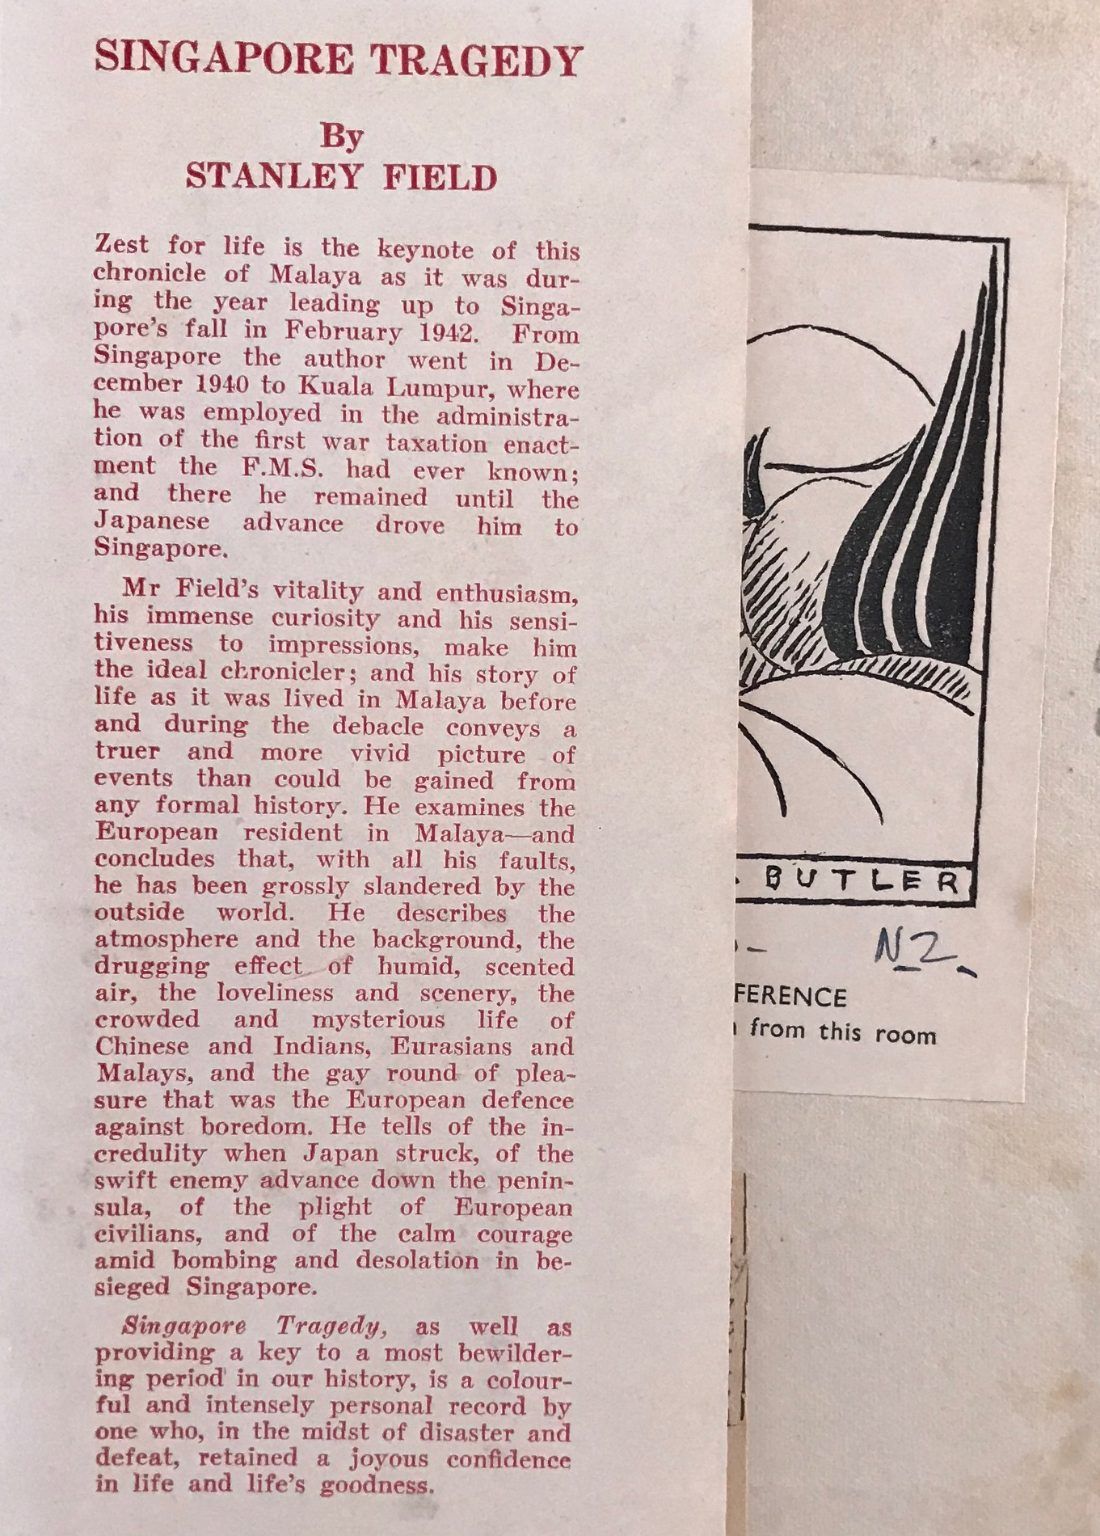 SINGAPORE TRAGEDY
By
STANLEY FIELD
Zest for life is the keynote of this
chronicle of Malaya as it was dur-
ing the year leading up to Singa-
pore's fall in February 1942. From
Singapore the author went in De-
cember 1940 to Kuala Lumpur, where
he was employed in the administra-
tion of the first war taxation enact-
ment the F.M.S. had ever known;
and there he remained until the
Japanese advance drove him to
Singapore.
Mr Field's vitality and enthusiasm,
his immense curiosity and his sensi-
tiveness to impressions, make him
the ideal chronicler; and his story of
life as it was lived in Malaya before
and during the debacle conveys a
truer and more vivid picture of
events than could be gained from
any formal history. He examines the
European resident in Malaya—and
concludes that, with all his faults,
he has been grossly slandered by the
outside world. He describes the
atmosphere and the background, the
drugging effect of humid, scented
air, the loveliness and scenery, the
crowded and mysterious life of
Chinese and Indians, Eurasians and
Malays, and the gay round of plea-
sure that was the European defence
against boredom. He tells of the in-
credulity when Japan struck, of the
swift enemy advance down the penin-
sula, of the plight of European
civilians, and of the calm courage
amid bombing and desolation in be-
sieged Singapore.
Singapore Tragedy, as well as
providing a key to a most bewilder-
ing period in our history, is a colour-
ful and intensely personal record by
one who, in the midst of disaster and
defeat, retained a joyous confidence
in life and life's goodness.
. BUTLER
N.Z.
FERENCE
from this room